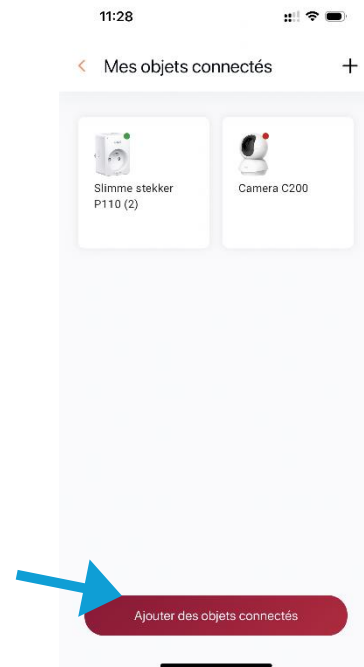 11:28
Mes objets connectés
Slimme stekker
P110 (2)
Camera C200
Ajouter des objets connectés